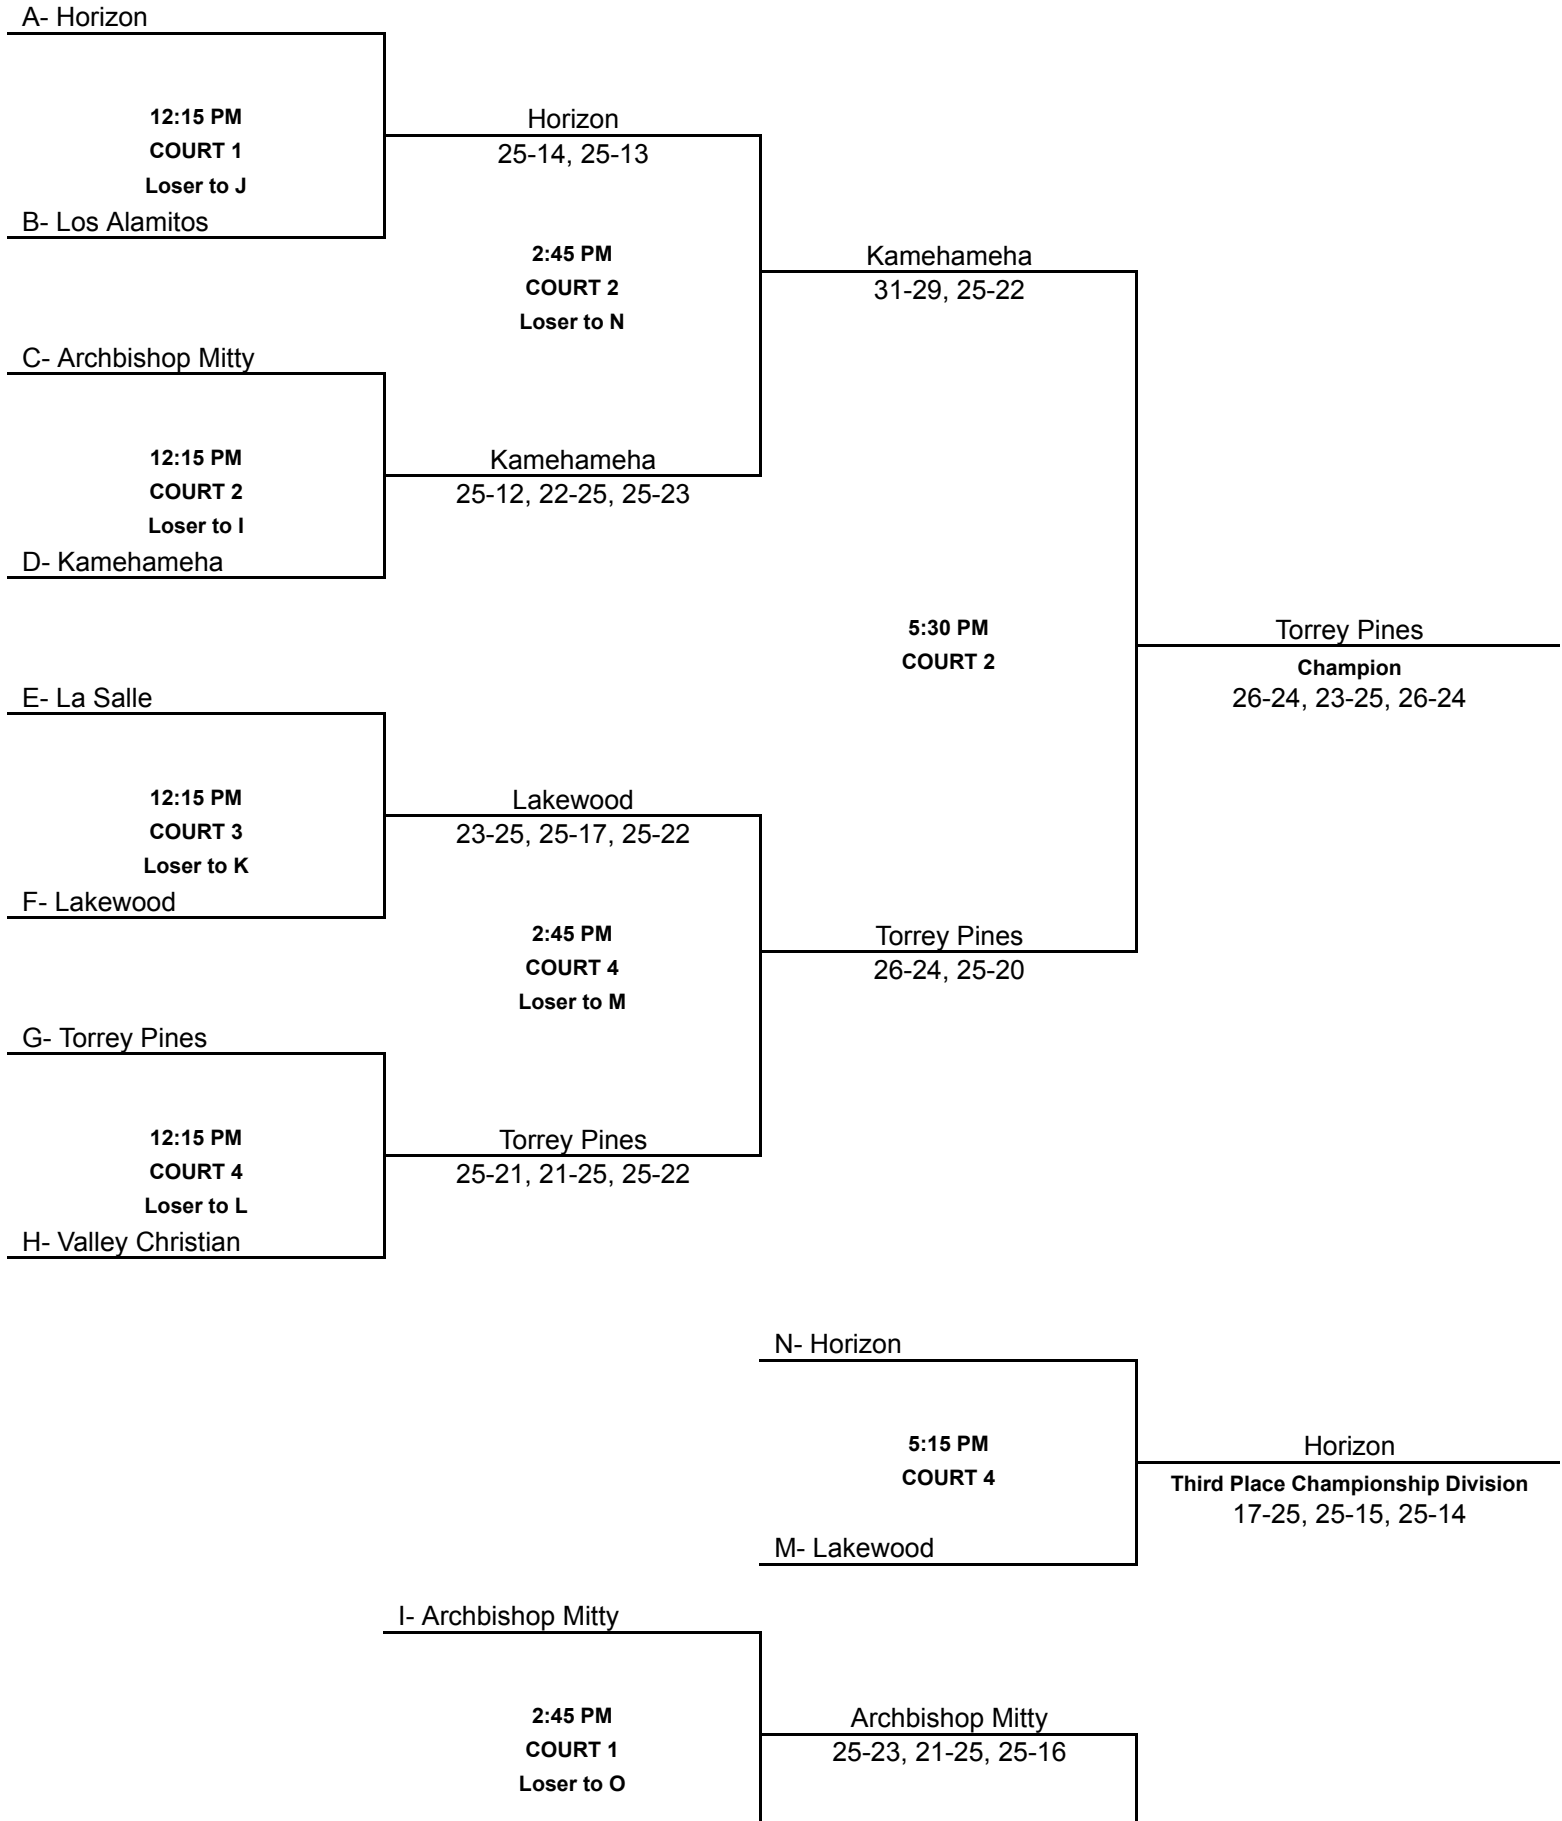 A- Horizon
12:15 PM
COURT 1
Loser to J
B- Los Alamitos
Horizon
25-14, 25-13
2:45 PM
COURT 2
Loser to N
Kamehameha
31-29, 25-22
C- Archbishop Mitty
12:15 PM
COURT 2
Loser to I
D- Kamehameha
Kamehameha
25-12, 22-25, 25-23
5:30 PM
COURT 2
Torrey Pines
Champion
26-24, 23-25, 26-24
E- La Salle
12:15 PM
COURT 3
Loser to K
F- Lakewood
Lakewood
23-25, 25-17, 25-22
2:45 PM
COURT 4
Loser to M
Torrey Pines
26-24, 25-20
G- Torrey Pines
12:15 PM
COURT 4
Loser to L
H- Valley Christian
Torrey Pines
25-21, 21-25, 25-22
N- Horizon
5:15 PM
COURT 4
M- Lakewood
Horizon
Third Place Championship Division
17-25, 25-15, 25-14
I- Archbishop Mitty
2:45 PM
COURT 1
Loser to O
Archbishop Mitty
25-23, 21-25, 25-16